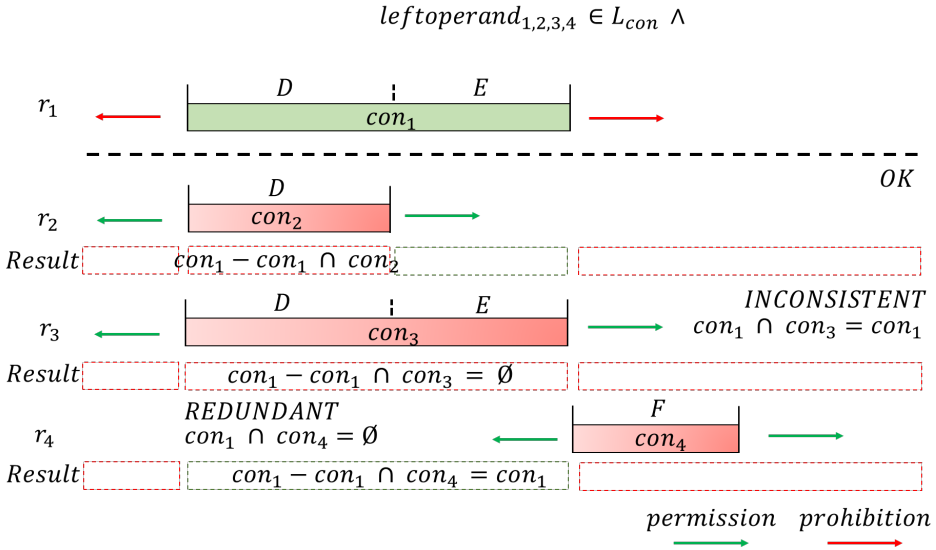 leftoperand₁,₂,₃,₄ ∈ L_con ∧
D E
r₁ con₁
OK
D
r₂ con₂
Result con₁ − con₁ ∩ con₂
D E INCONSISTENT
r₃ con₃ con₁ ∩ con₃ = con₁
Result con₁ − con₁ ∩ con₃ = Ø
REDUNDANT F
r₄ con₁ ∩ con₄ = Ø con₄
Result con₁ − con₁ ∩ con₄ = con₁
permission prohibition